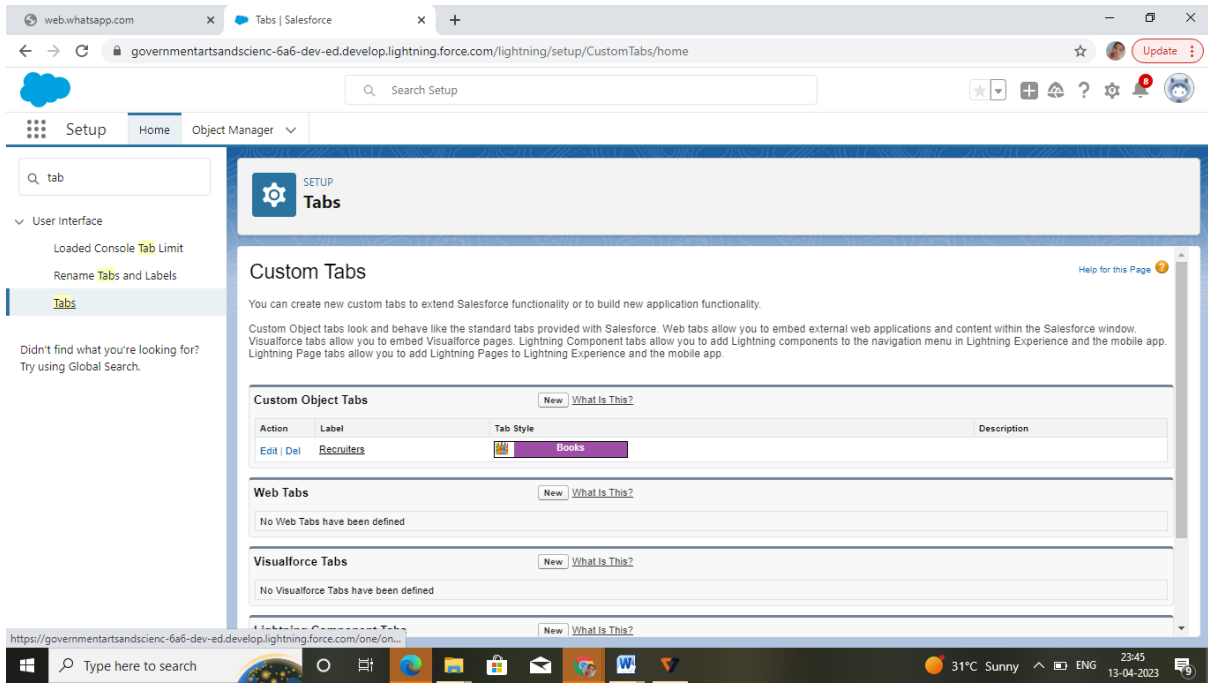 web.whatsapp.com
Tabs | Salesforce
governmentartsandscienc-6a6-dev-ed.develop.lightning.force.com/lightning/setup/CustomTabs/home
Update
Search Setup
8
Setup
Home
Object Manager
tab
User Interface
Loaded Console Tab Limit
Rename Tabs and Labels
Tabs
Didn't find what you're looking for?
Try using Global Search.
SETUP
Tabs
Custom Tabs
Help for this Page
You can create new custom tabs to extend Salesforce functionality or to build new application functionality.
Custom Object tabs look and behave like the standard tabs provided with Salesforce. Web tabs allow you to embed external web applications and content within the Salesforce window.
Visualforce tabs allow you to embed Visualforce pages. Lightning Component tabs allow you to add Lightning components to the navigation menu in Lightning Experience and the mobile app.
Lightning Page tabs allow you to add Lightning Pages to Lightning Experience and the mobile app.
Custom Object Tabs New What Is This?
Action Label Tab Style Description
Edit | Del Recruiters Books
Web Tabs New What Is This?
No Web Tabs have been defined
Visualforce Tabs New What Is This?
No Visualforce Tabs have been defined
Lightning Component Tabs New What Is This?
https://governmentartsandscienc-6a6-dev-ed.develop.lightning.force.com/one/on...
Type here to search
31°C Sunny
ENG
23:45
13-04-2023
9